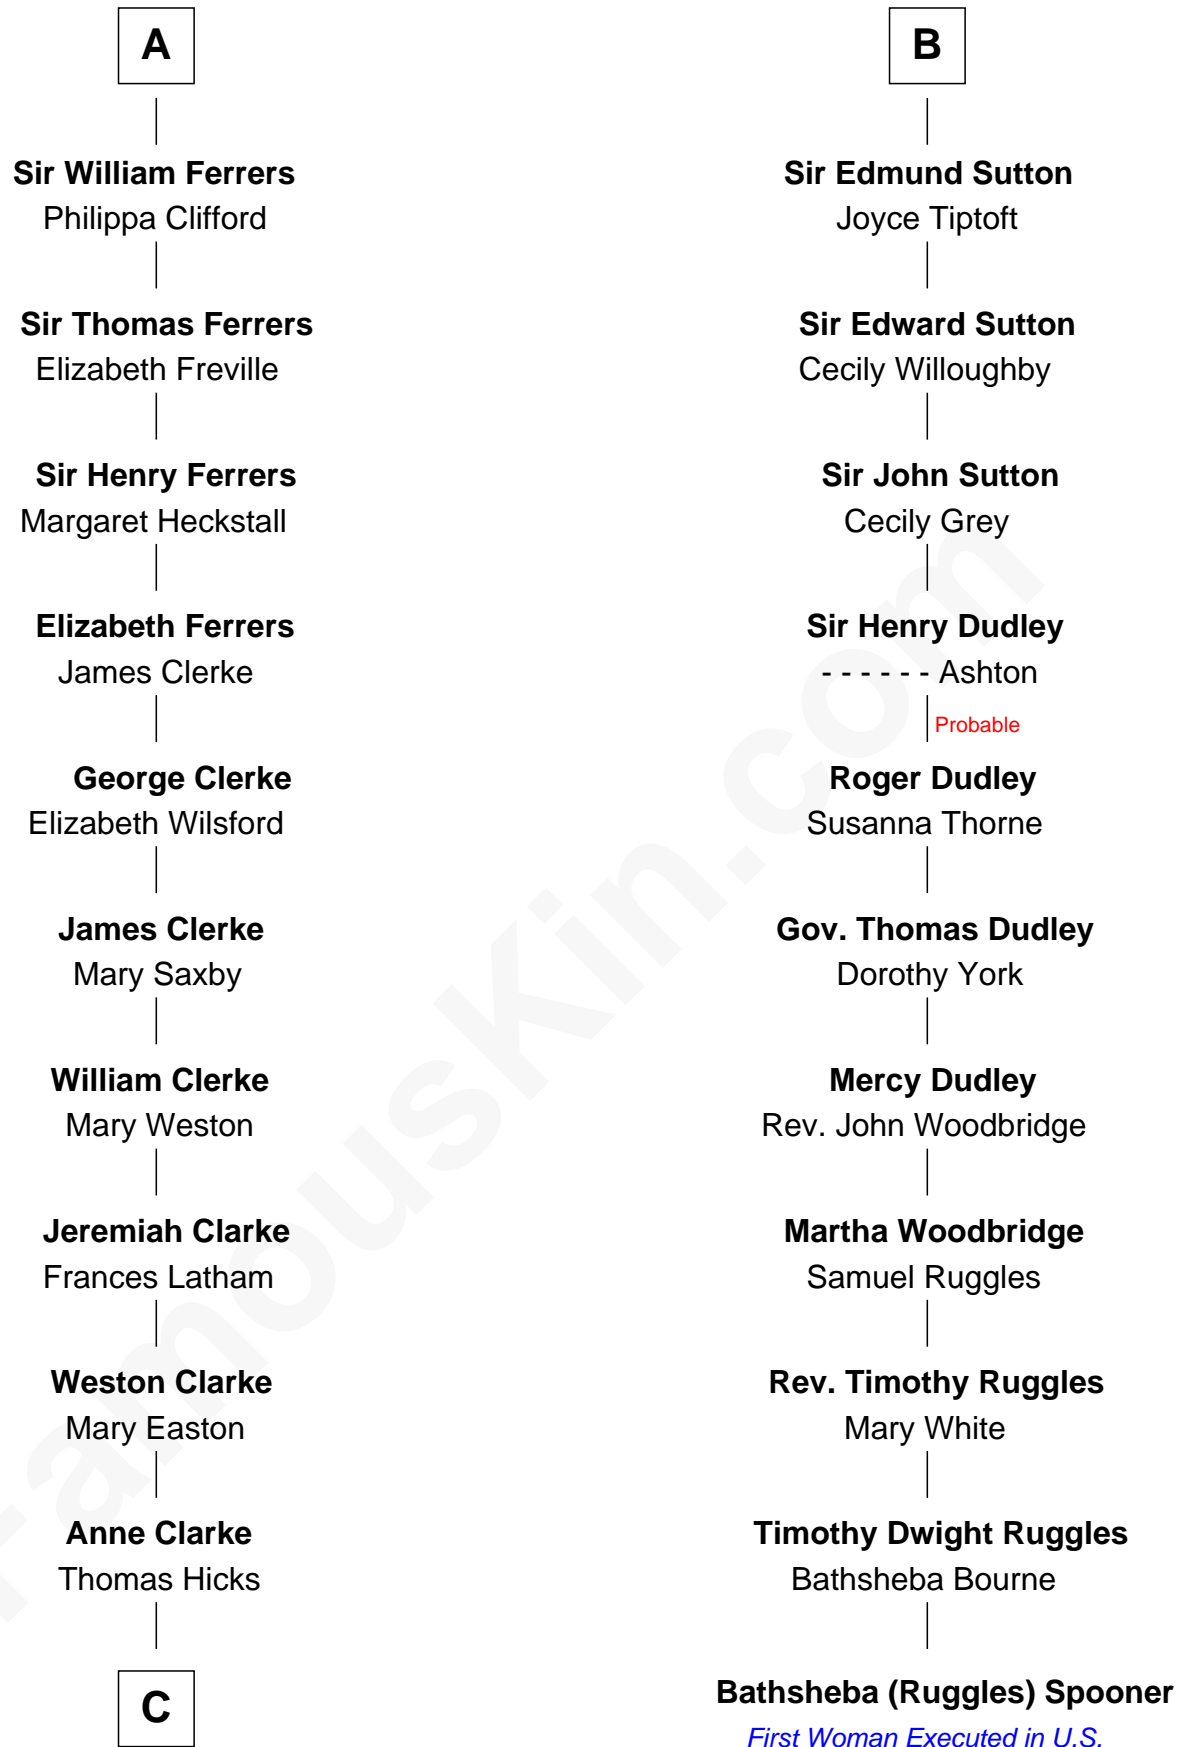 A
Sir William Ferrers
Philippa Clifford
Sir Thomas Ferrers
Elizabeth Freville
Sir Henry Ferrers
Margaret Heckstall
Elizabeth Ferrers
James Clerke
George Clerke
Elizabeth Wilsford
James Clerke
Mary Saxby
William Clerke
Mary Weston
Jeremiah Clarke
Frances Latham
Weston Clarke
Mary Easton
Anne Clarke
Thomas Hicks
C
B
Sir Edmund Sutton
Joyce Tiptoft
Sir Edward Sutton
Cecily Willoughby
Sir John Sutton
Cecily Grey
Sir Henry Dudley
- - - - - - Ashton
Probable
Roger Dudley
Susanna Thorne
Gov. Thomas Dudley
Dorothy York
Mercy Dudley
Rev. John Woodbridge
Martha Woodbridge
Samuel Ruggles
Rev. Timothy Ruggles
Mary White
Timothy Dwight Ruggles
Bathsheba Bourne
Bathsheba (Ruggles) Spooner
First Woman Executed in U.S.
FamousKin.com